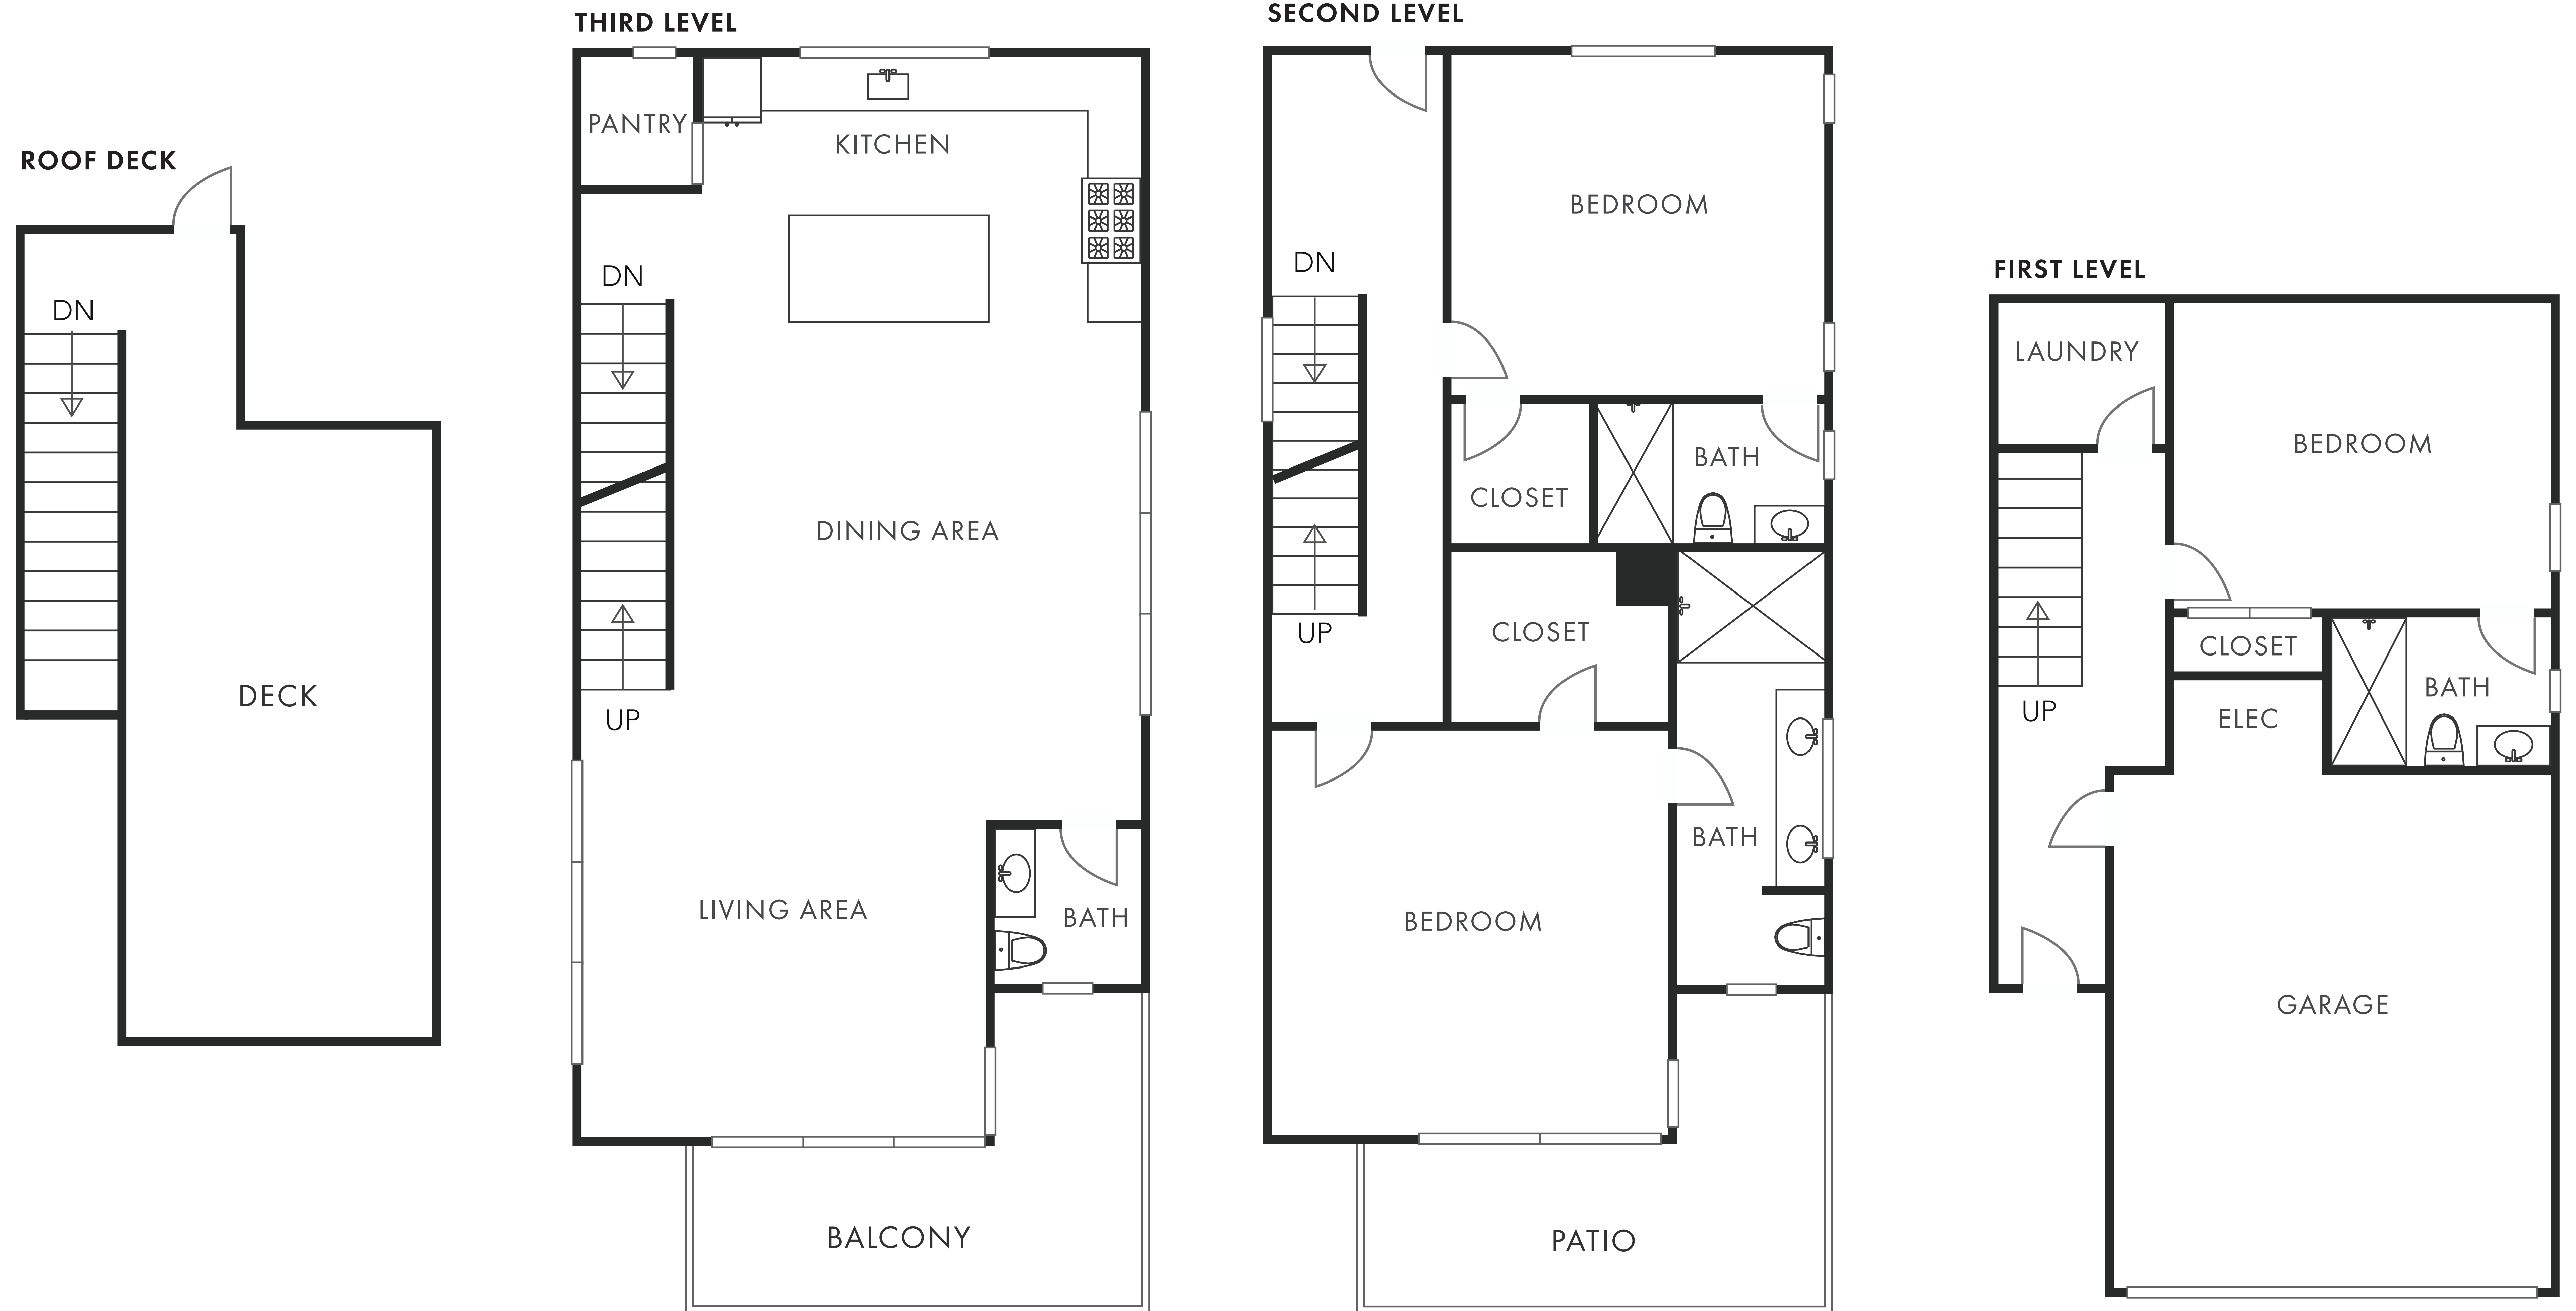 ROOF DECK
DN
DECK
THIRD LEVEL
PANTRY
KITCHEN
DN
DINING AREA
UP
LIVING AREA
BATH
BALCONY
SECOND LEVEL
BEDROOM
DN
BATH
CLOSET
CLOSET
UP
BATH
BEDROOM
PATIO
FIRST LEVEL
LAUNDRY
BEDROOM
CLOSET
BATH
UP
ELEC
GARAGE